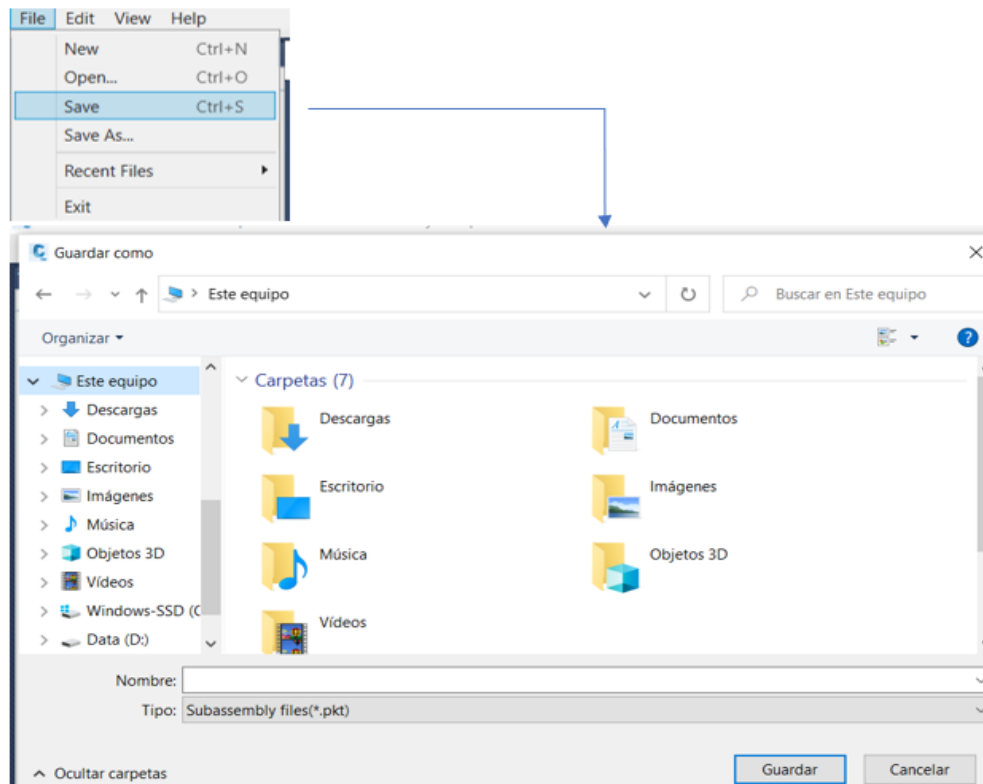 File Edit View Help
New Ctrl+N
Open... Ctrl+O
Save Ctrl+S
Save As...
Recent Files
Exit
Guardar como
Este equipo
Buscar en Este equipo
Organizar
Este equipo
Descargas
Documentos
Escritorio
Imágenes
Música
Objetos 3D
Vídeos
Windows-SSD (C
Data (D:)
Carpetas (7)
Descargas
Documentos
Escritorio
Imágenes
Música
Objetos 3D
Vídeos
Nombre:
Tipo: Subassembly files(*.pkt)
Ocultar carpetas
Guardar
Cancelar